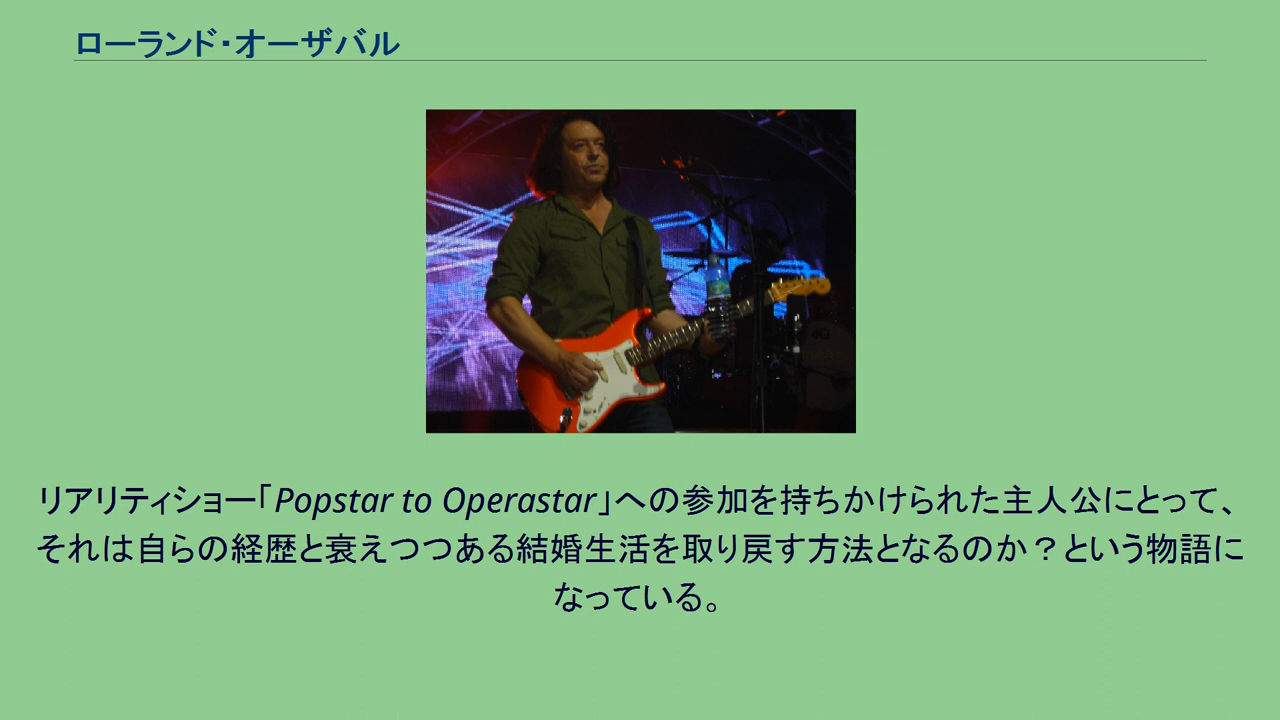 ローランド・オーザバル
リアリティショー「Popstar to Operastar」への参加を持ちかけられた主人公にとって、
それは自らの経歴と衰えつつある結婚生活を取り戻す方法となるのか？という物語に
なっている。